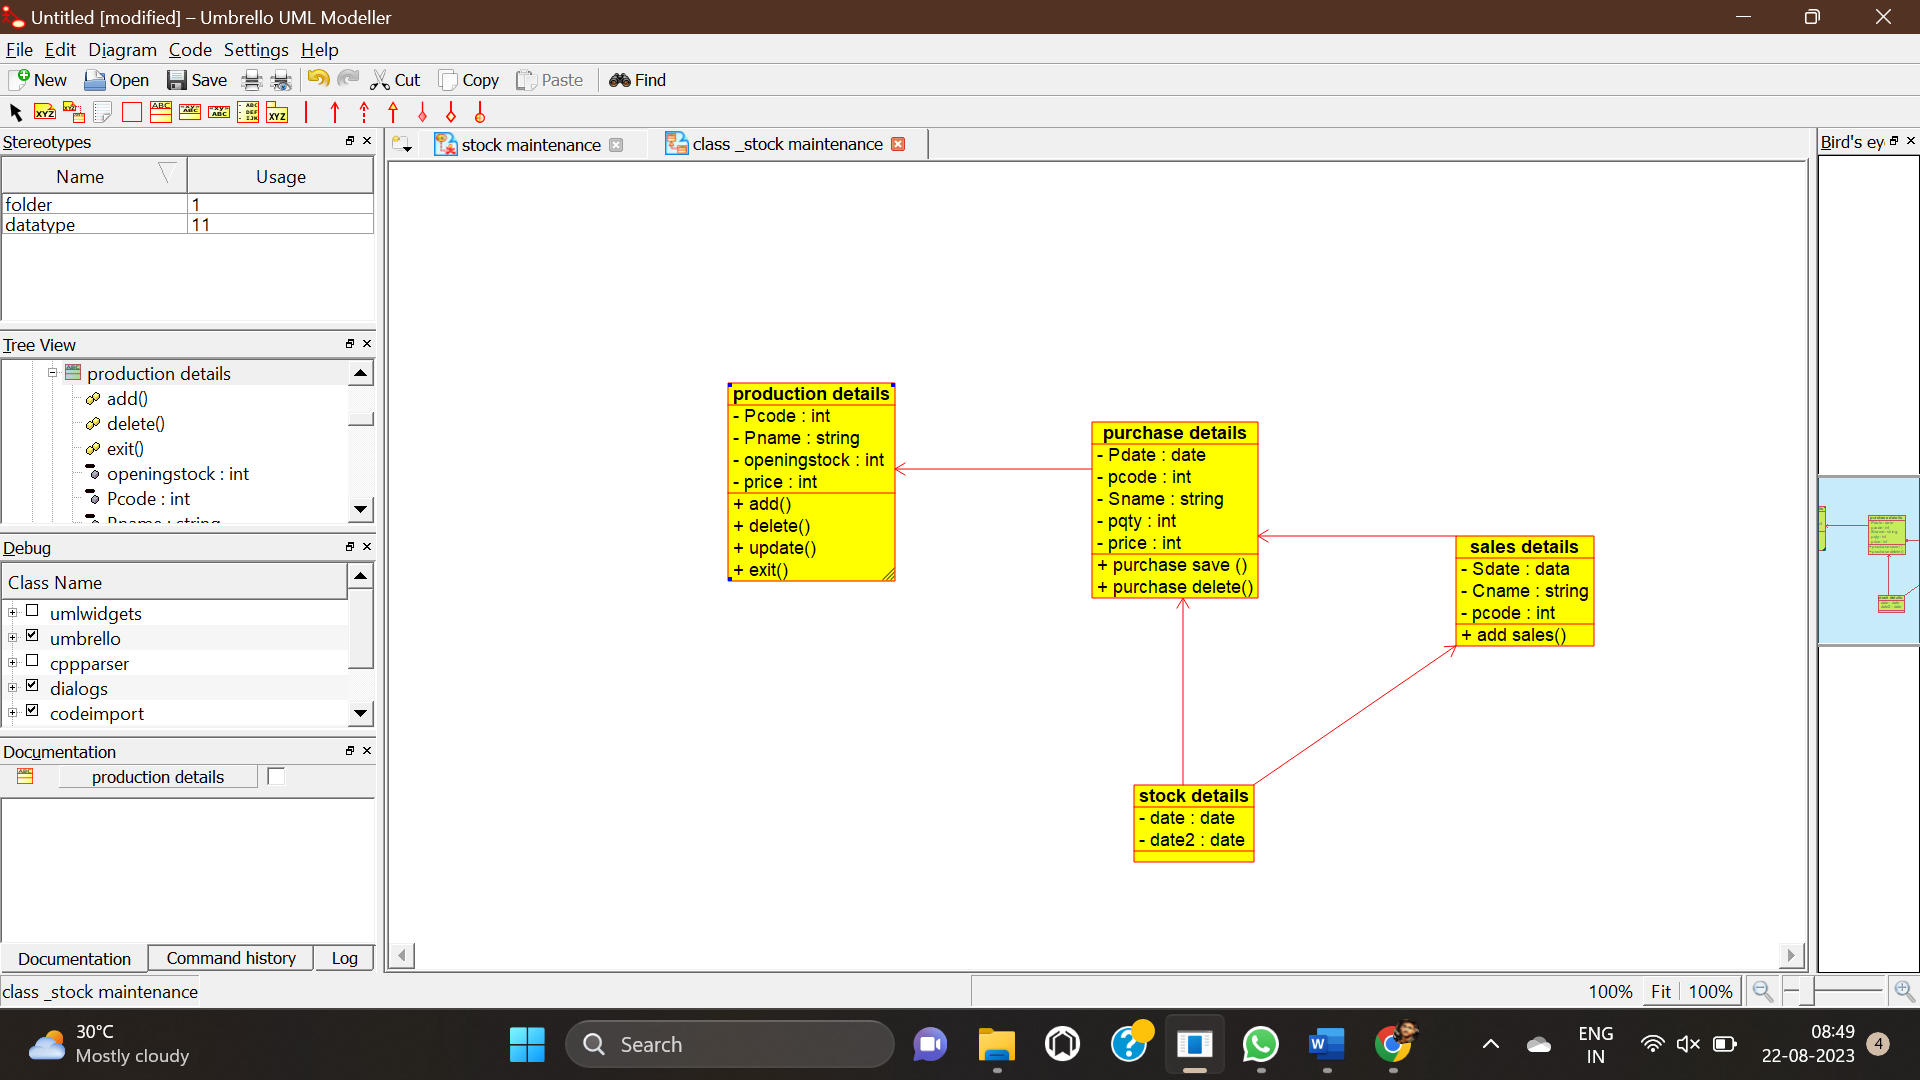 Untitled [modified] – Umbrello UML Modeller
File Edit Diagram Code Settings Help
New Open Save Cut Copy Paste Find
Stereotypes
Name Usage
folder 1
datatype 11
Tree View
production details
add()
delete()
exit()
openingstock : int
Pcode : int
Pname : string
Debug
Class Name
umlwidgets
umbrello
cppparser
dialogs
codeimport
Documentation
production details
Documentation Command history Log
class _stock maintenance
stock maintenance
class _stock maintenance
production details
- Pcode : int
- Pname : string
- openingstock : int
- price : int
+ add()
+ delete()
+ update()
+ exit()
purchase details
- Pdate : date
- pcode : int
- Sname : string
- pqty : int
- price : int
+ purchase save ()
+ purchase delete()
sales details
- Sdate : data
- Cname : string
- pcode : int
+ add sales()
stock details
- date : date
- date2 : date
Bird's ey
100% Fit 100%
30°C
Mostly cloudy
Search
ENG
IN
08:49
22-08-2023
4